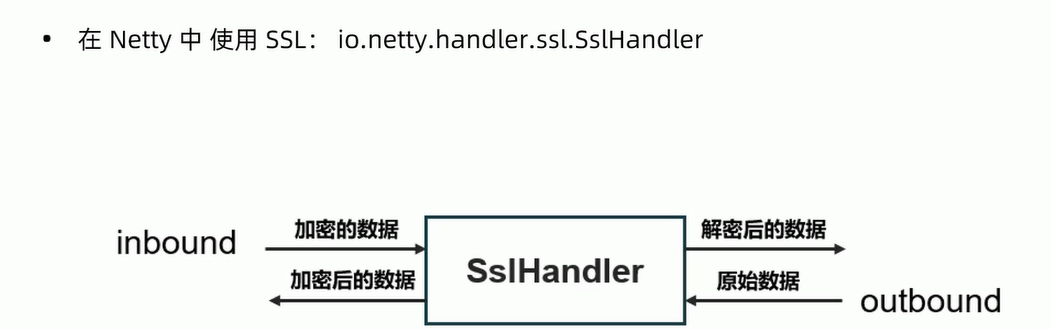 • 在 Netty 中 使用 SSL： io.netty.handler.ssl.SslHandler
inbound
加密的数据
加密后的数据
SslHandler
解密后的数据
原始数据
outbound